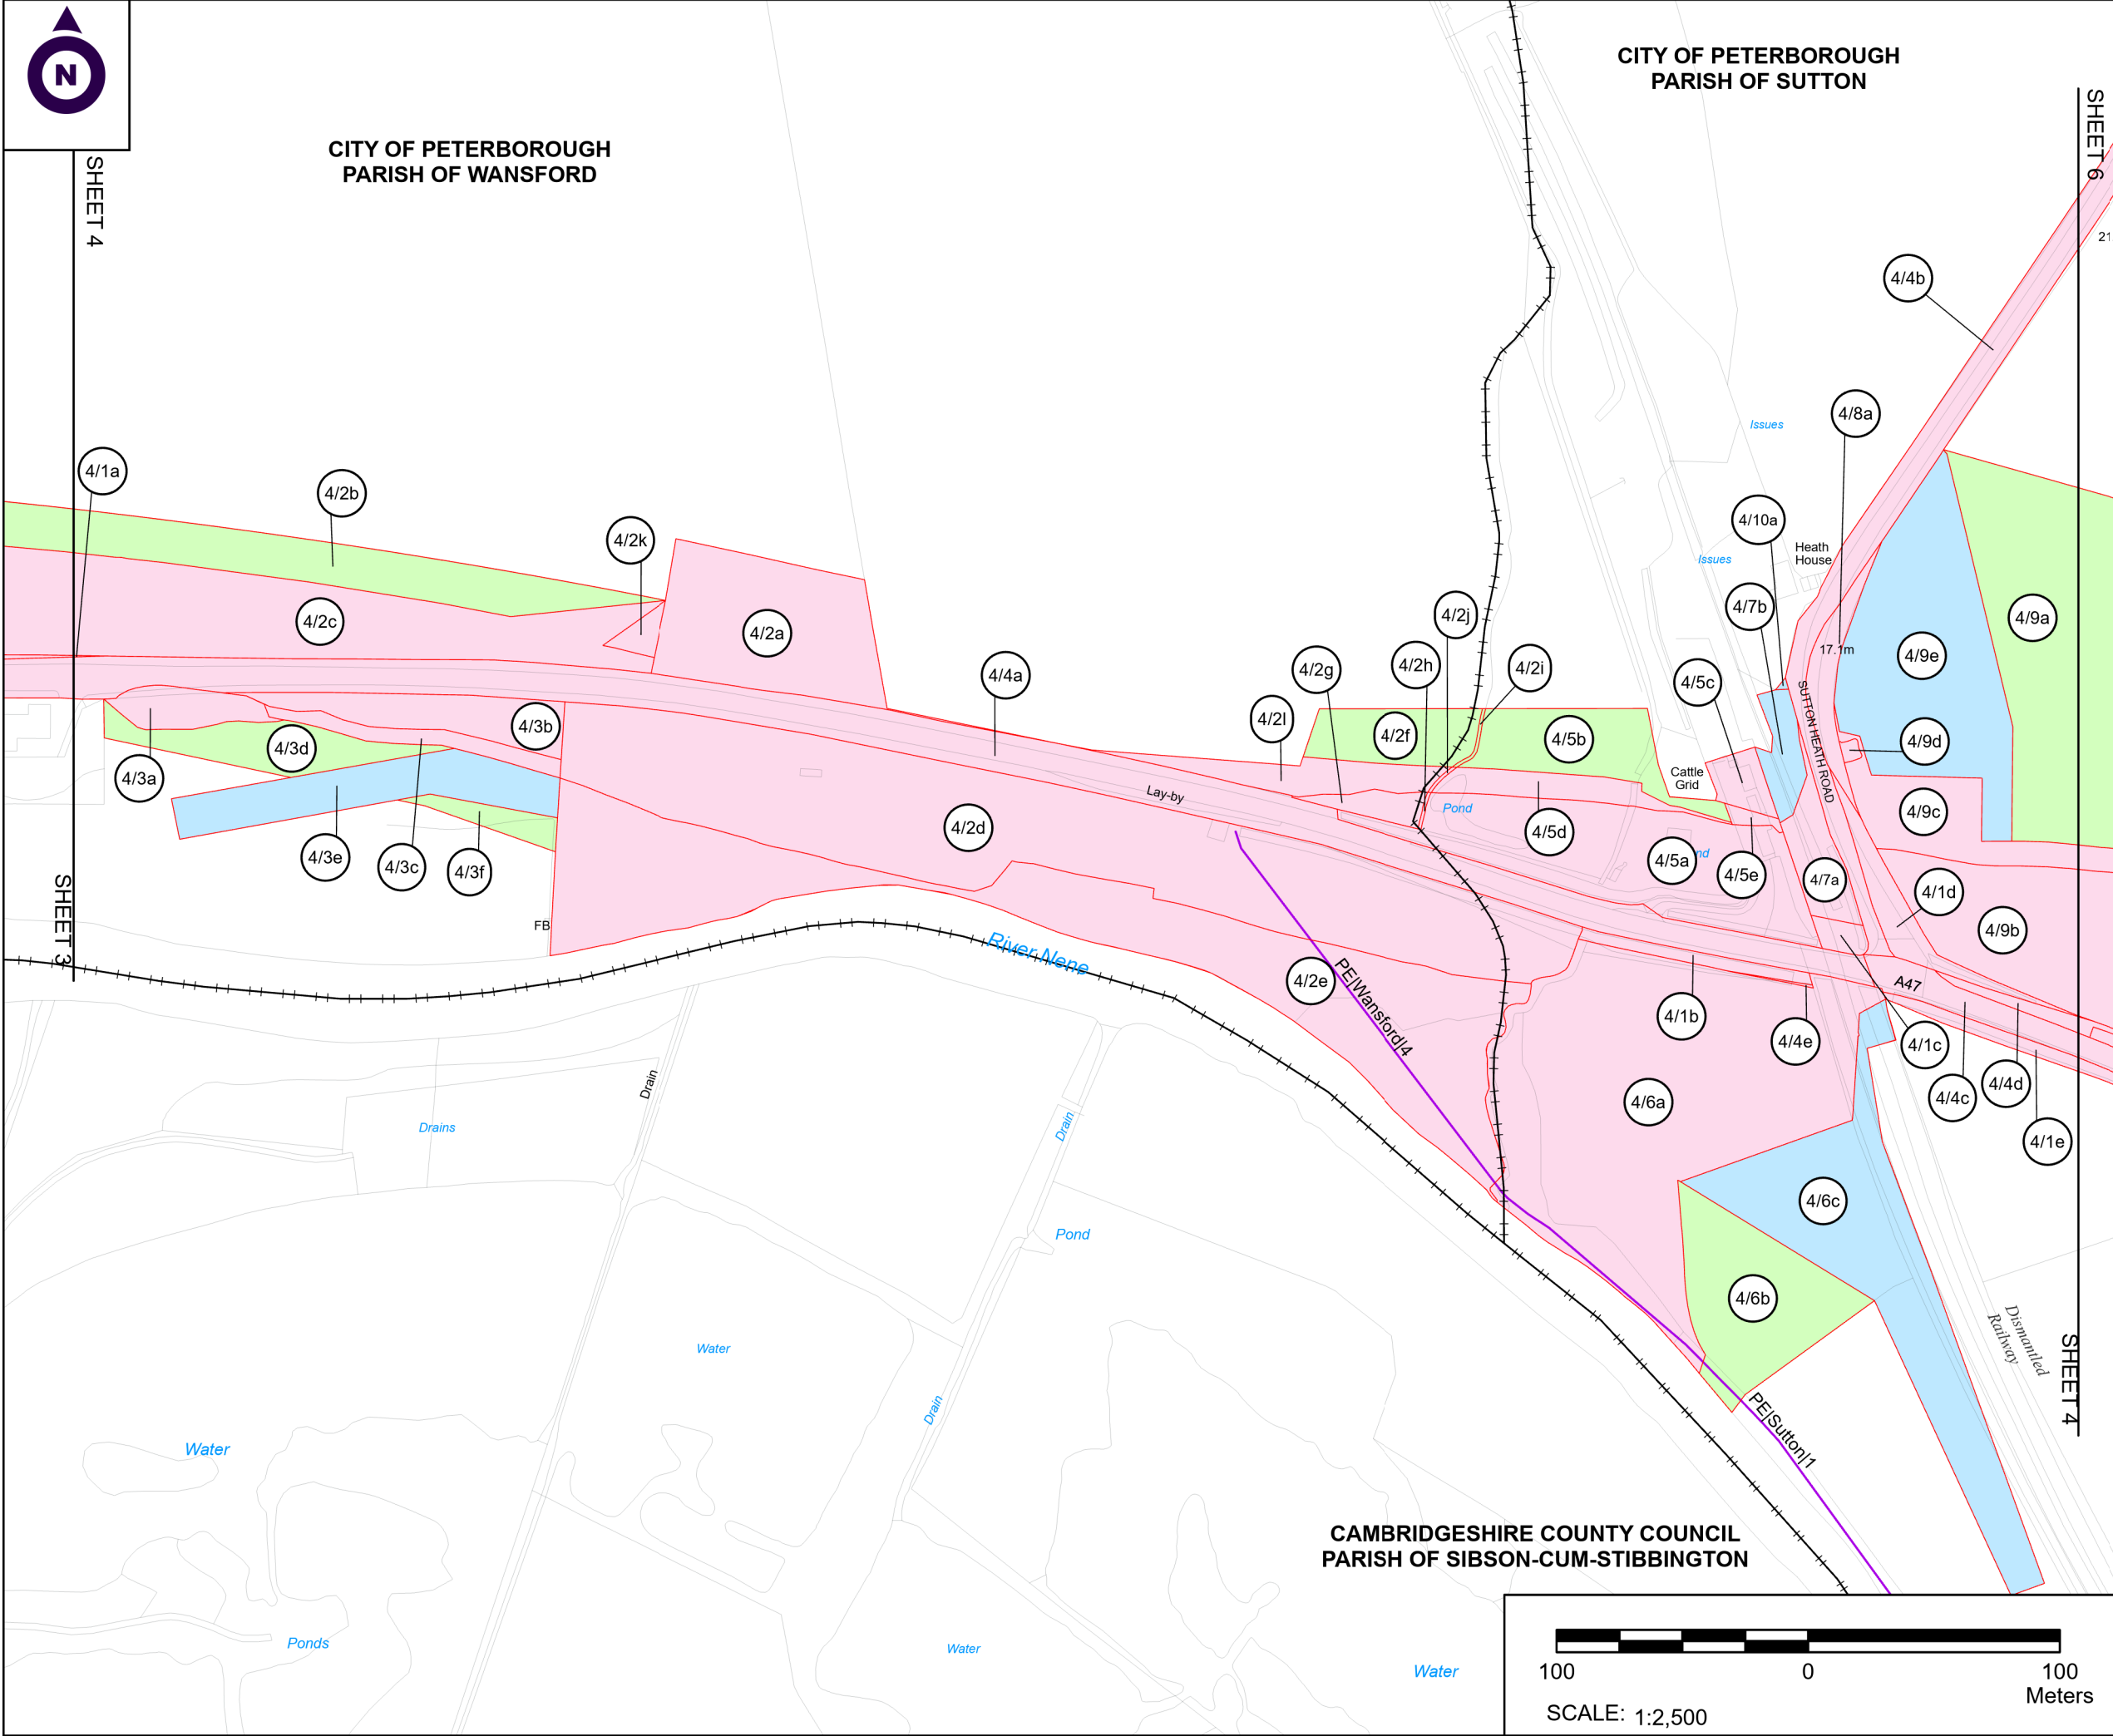 N
CITY OF PETERBOROUGH
PARISH OF SUTTON
SHEET 6
CITY OF PETERBOROUGH
PARISH OF WANSFORD
SHEET 4
21
4/4b
4/8a
Issues
4/1a
4/2b
4/2k
4/10a
Heath
House
Issues
4/7b
4/2c
4/2a
4/2j
4/9a
17.1m
4/9e
4/4a
4/2g
4/2h
4/2i
4/5c
SUTTON HEATH ROAD
4/2l
4/2f
4/5b
4/3b
4/3d
4/9d
4/3a
Cattle
Grid
Lay-by
Pond
4/9c
4/2d
4/5d
4/3e
4/3c
4/3f
4/5a
nd
4/5e
4/7a
4/1d
SHEET 3
FB
4/9b
River Nene
4/2e
PE|Wansford|4
A47
4/1b
4/4e
4/1c
4/4c
4/4d
4/1e
Drain
Drains
Drain
4/6a
4/6c
Pond
4/6b
Dismantled
Railway
SHEET 4
Water
Drain
PE|Sutton|1
Water
CAMBRIDGESHIRE COUNTY COUNCIL
PARISH OF SIBSON-CUM-STIBBINGTON
Ponds
Water
Water
100 0 100
Meters
SCALE: 1:2,500